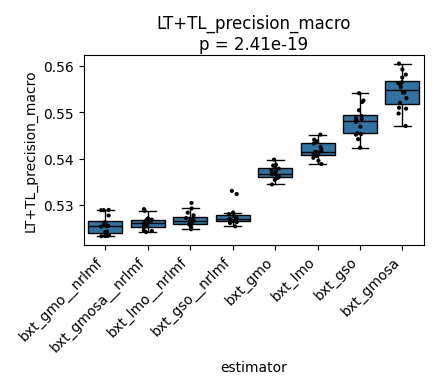 LT+TL_precision_macro
p = 2.41e-19
LT+TL_precision_macro
0.56
0.55
0.54
0.53
bxt_gmo__nrlmf
bxt_gmosa__nrlmf
bxt_lmo__nrlmf
bxt_gso__nrlmf
bxt_gmo
bxt_lmo
bxt_gso
bxt_gmosa
estimator